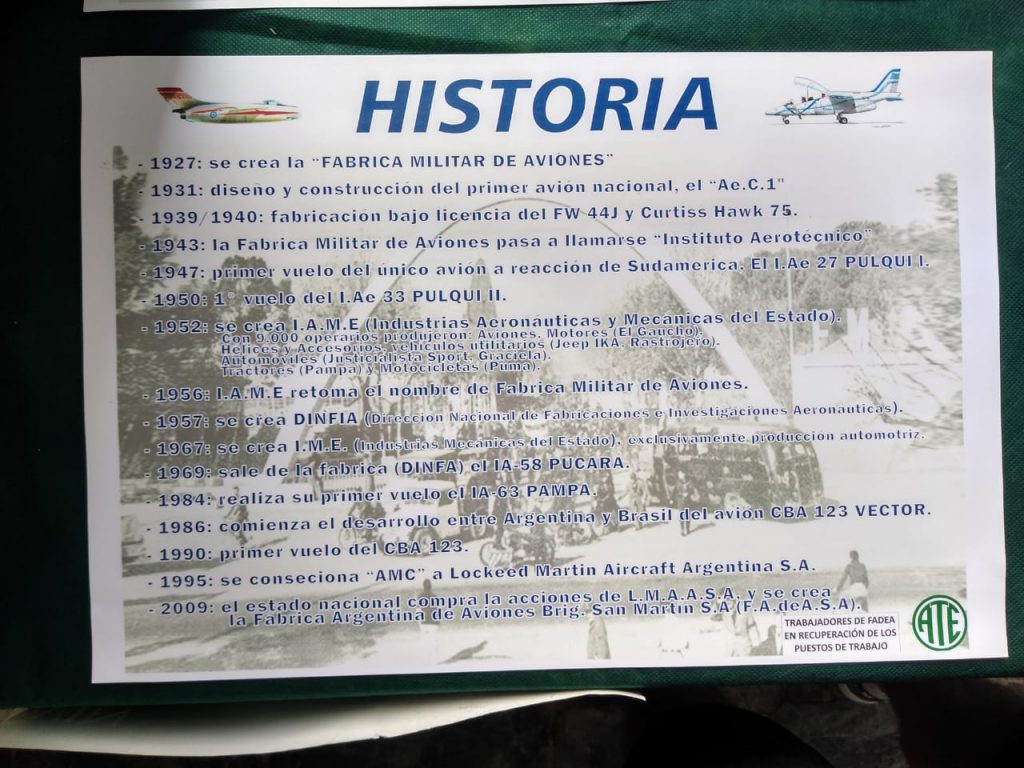 HISTORIA
- 1927: se crea la “FABRICA MILITAR DE AVIONES”
- 1931: diseño y construcción del primer avión nacional, el “Ae.C.1"
- 1939/1940: fabricación bajo licencia del FW 44J y Curtiss Hawk 75.
- 1943: la Fabrica Militar de Aviones pasa a llamarse “Instituto Aerotécnico”
- 1947: primer vuelo del único avión a reacción de Sudamerica. El I.Ae 27 PULQUI I.
- 1950: 1° vuelo del I.Ae 33 PULQUI II.
- 1952: se crea I.A.M.E (Industrias Aeronáuticas y Mecánicas del Estado).
Con 9.000 operarios produjeron: Aviones, Motores (El Gaucho),
Helices y Accesorios, vehículos utilitarios (Jeep IKA, Rastrojero).
Automóviles (Justicialista Sport, Graciela).
Tractores (Pampa) y Motocicletas (Puma).
- 1956: I.A.M.E retoma el nombre de Fabrica Militar de Aviones.
- 1957: se crea DINFIA (Dirección Nacional de Fabricaciones e Investigaciones Aeronáuticas).
- 1967: se crea I.M.E. (Industrias Mecánicas del Estado), exclusivamente producción automotriz.
- 1969: sale de la fabrica (DINFA) el IA-58 PUCARA.
- 1984: realiza su primer vuelo el IA-63 PAMPA.
- 1986: comienza el desarrollo entre Argentina y Brasil del avión CBA 123 VECTOR.
- 1990: primer vuelo del CBA 123.
- 1995: se conseciona “AMC” a Lockeed Martin Aircraft Argentina S.A.
- 2009: el estado nacional compra la acciones de L.M.A.A.S.A. y se crea
la Fabrica Argentina de Aviones Brig. San Martín S.A (F.A.deA.S.A).
TRABAJADORES DE FADEA
EN RECUPERACIÓN DE LOS
PUESTOS DE TRABAJO
ATE